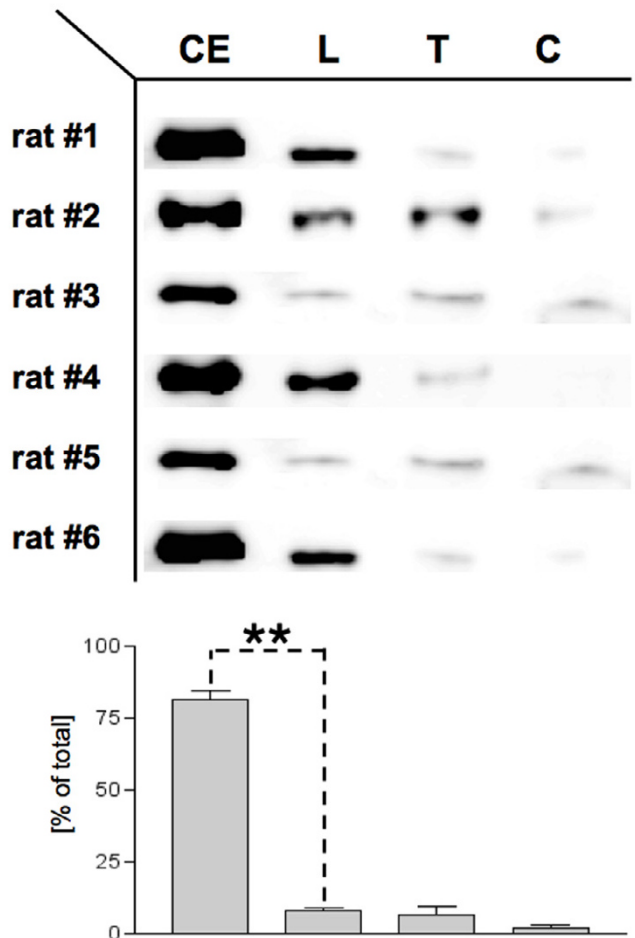 CE L T C
rat #1
rat #2
rat #3
rat #4
rat #5
rat #6
**
[% of total]
100
75
50
25
0